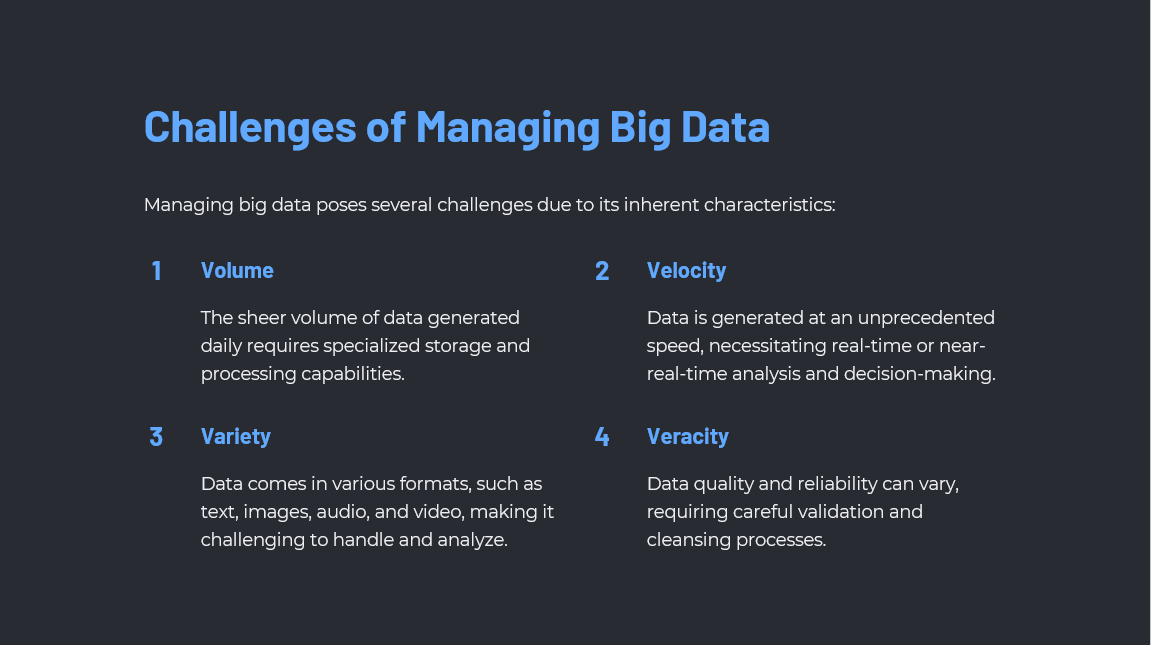 Challenges of Managing Big Data
Managing big data poses several challenges due to its inherent characteristics:
1 Volume
The sheer volume of data generated
daily requires specialized storage and
processing capabilities.
2 Velocity
Data is generated at an unprecedented
speed, necessitating real-time or near-
real-time analysis and decision-making.
3 Variety
Data comes in various formats, such as
text, images, audio, and video, making it
challenging to handle and analyze.
4 Veracity
Data quality and reliability can vary,
requiring careful validation and
cleansing processes.